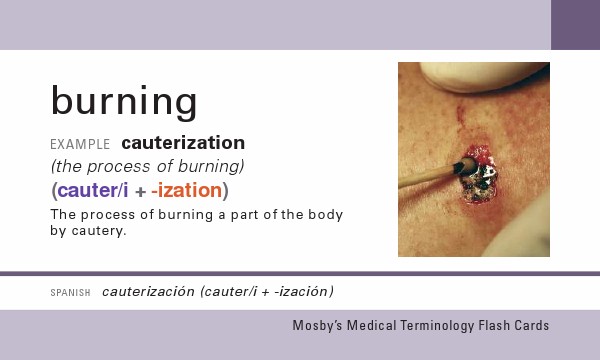 burning
EXAMPLE cauterization
(the process of burning)
(cauter/i + -ization)
The process of burning a part of the body
by cautery.
SPANISH cauterización (cauter/i + -ización)
Mosby's Medical Terminology Flash Cards